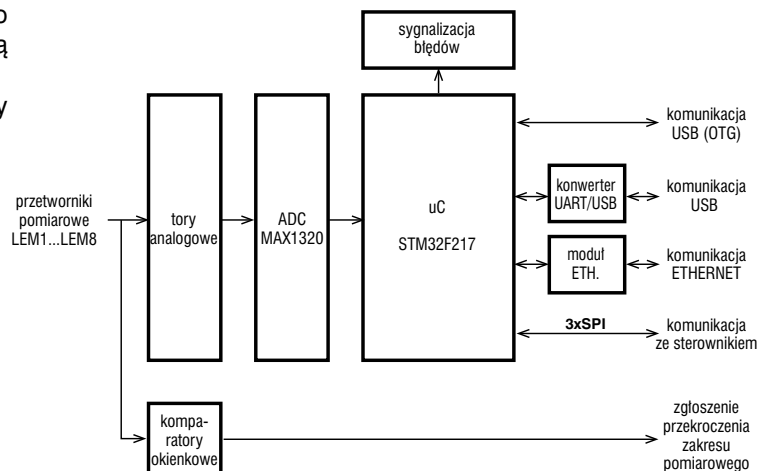 o
ą
y
sygnalizacja
błędów
przetworniki
pomiarowe
LEM1...LEM8
tory
analogowe
ADC
MAX1320
uC
STM32F217
komunikacja
USB (OTG)
konwerter
UART/USB
komunikacja
USB
moduł
ETH.
komunikacja
ETHERNET
3xSPI
komunikacja
ze sterownikiem
kompa-
ratory
okienkowe
zgłoszenie
przekroczenia
zakresu
pomiarowego